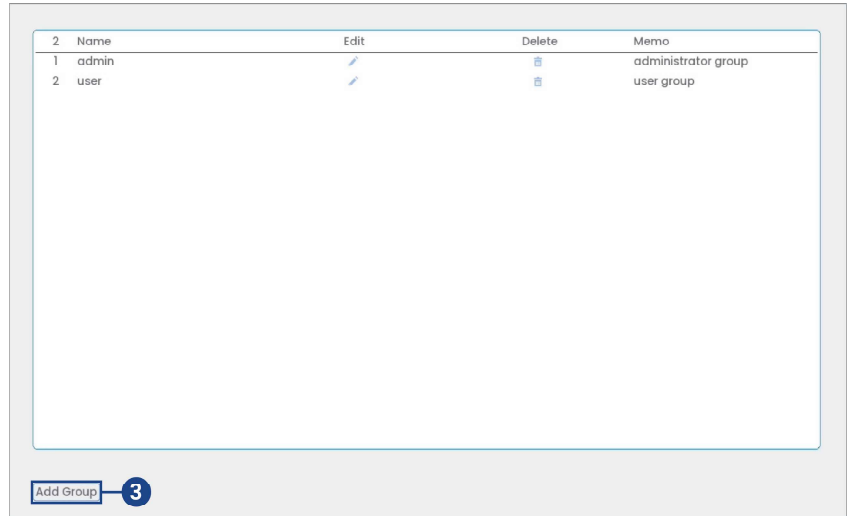 2 Name Edit Delete Memo
1 admin administrator group
2 user user group
Add Group 3